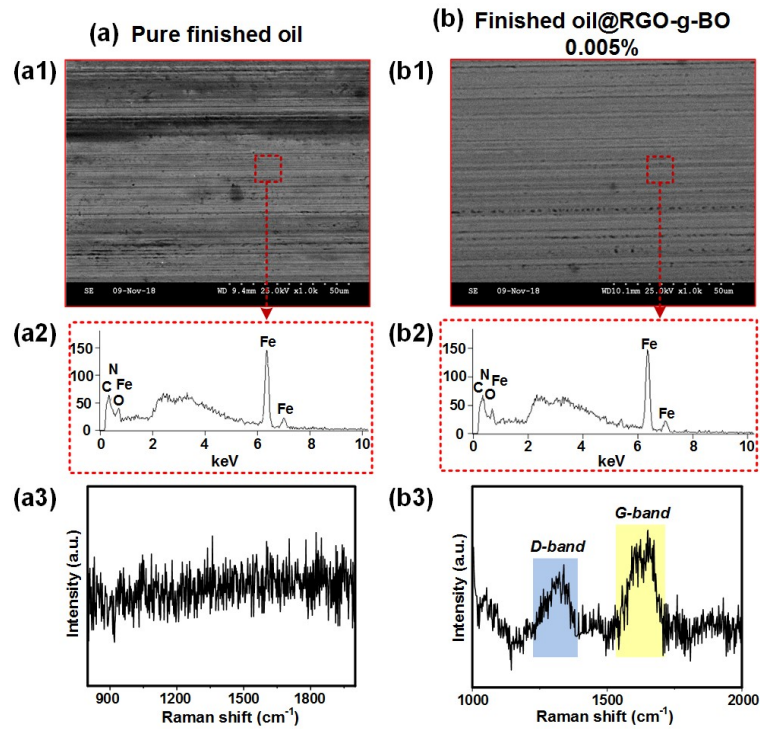 (a) Pure finished oil
(b) Finished oil@RGO-g-BO
0.005%
(a1)
SE 09-Nov-18 WD 9.4mm 25.0kV x1.0k 50um
(b1)
SE 09-Nov-18 WD10.1mm 25.0kV x1.0k 50um
(a2)
150
100
50
0
C
N
O
Fe
Fe
Fe
0 2 4 6 8 10
keV
(b2)
150
100
50
0
C
N
O
Fe
Fe
Fe
0 2 4 6 8 10
keV
(a3)
Intensity (a.u.)
900 1200 1500 1800
Raman shift (cm⁻¹)
(b3)
Intensity (a.u.)
D-band
G-band
1000 1500 2000
Raman shift (cm⁻¹)